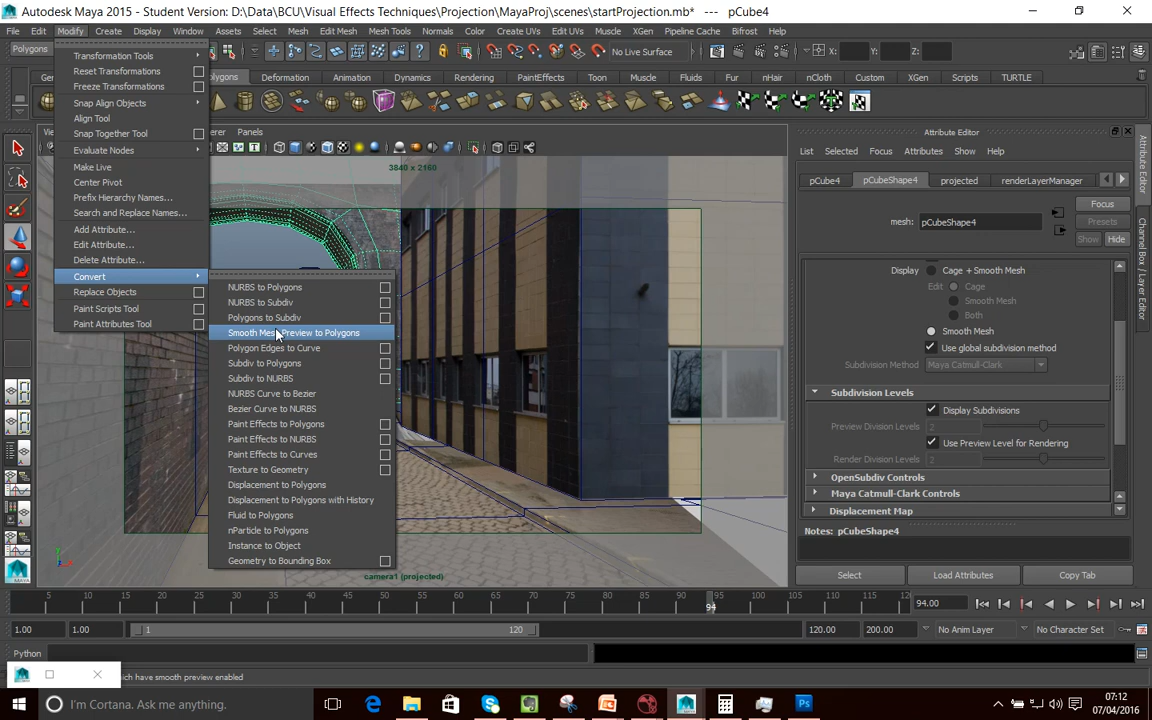 Autodesk Maya 2015 - Student Version: D:\Data\BCU\Visual Effects Techniques\Projection\MayaProj\scenes\startProjection.mb* --- pCube4
File Edit Modify Create Display Window Assets Select Mesh Edit Mesh Mesh Tools Normals Color Create UVs Edit UVs Muscle XGen Pipeline Cache Bifrost Help
Polygons
No Live Surface
X:
Y:
Z:
Polygons Deformation Animation Dynamics Rendering PaintEffects Toon Muscle Fluids Fur nHair nCloth Custom XGen Scripts TURTLE
Panels
Transformation Tools
Reset Transformations
Freeze Transformations
Snap Align Objects
Align Tool
Snap Together Tool
Evaluate Nodes
Make Live
Center Pivot
Prefix Hierarchy Names...
Search and Replace Names...
Add Attribute...
Edit Attribute...
Delete Attribute...
Convert
Replace Objects
Paint Scripts Tool
Paint Attributes Tool
NURBS to Polygons
NURBS to Subdiv
Polygons to Subdiv
Smooth Mesh Preview to Polygons
Polygon Edges to Curve
Subdiv to Polygons
Subdiv to NURBS
NURBS Curve to Bezier
Bezier Curve to NURBS
Paint Effects to Polygons
Paint Effects to NURBS
Paint Effects to Curves
Texture to Geometry
Displacement to Polygons
Displacement to Polygons with History
Fluid to Polygons
nParticle to Polygons
Instance to Object
Geometry to Bounding Box
3840 x 2160
camera1 (projected)
Attribute Editor
List Selected Focus Attributes Show Help
pCube4 pCubeShape4 projected renderLayerManager
Focus
mesh: pCubeShape4
Presets
Show Hide
Display Cage + Smooth Mesh
Edit Cage
Smooth Mesh
Both
Smooth Mesh
Use global subdivision method
Subdivision Method Maya Catmull-Clark
Subdivision Levels
Display Subdivisions
Preview Division Levels 2
Use Preview Level for Rendering
Render Division Levels 2
OpenSubdiv Controls
Maya Catmull-Clark Controls
Displacement Map
Notes: pCubeShape4
Select Load Attributes Copy Tab
Attribute Editor
Channel Box / Layer Editor
5 10 15 20 25 30 35 40 45 50 55 60 65 70 75 80 85 90 95 100 105 110 115 12
94
94.00
1.00 1.00 1 120 120.00 200.00 No Anim Layer No Character Set
Python
ich have smooth preview enabled
I'm Cortana. Ask me anything.
07:12
07/04/2016